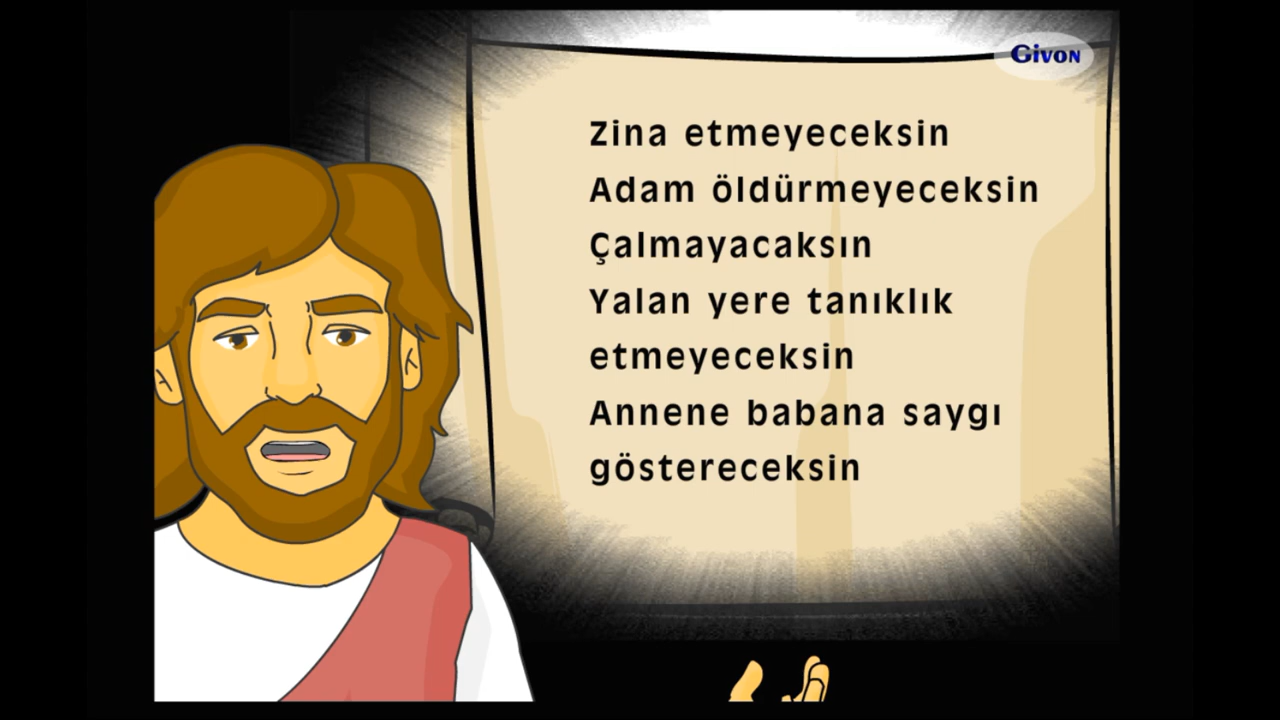 Givon
Zina etmeyeceksin
Adam öldürmeyeceksin
Çalmayacaksın
Yalan yere tanıklık
etmeyeceksin
Annene babana saygı
göstereceksin